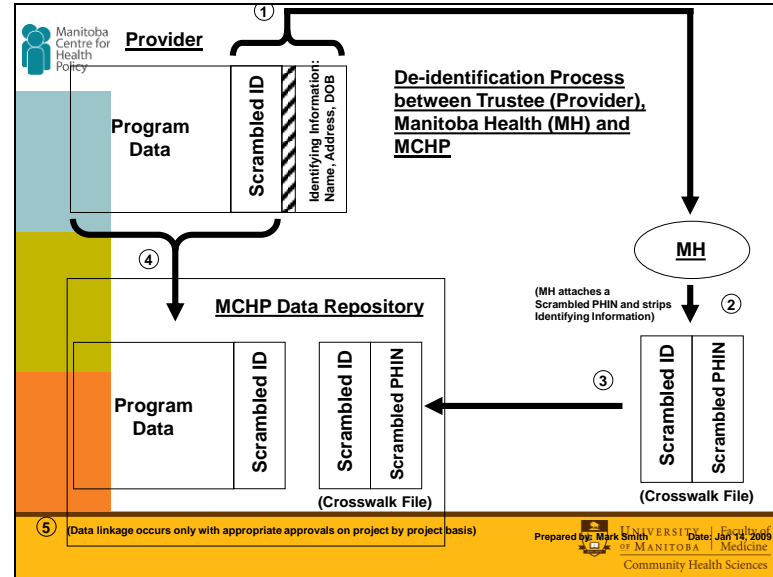 ①
Manitoba
Centre for
Health
Policy
Provider
Program
Data
Scrambled ID
Identifying Information:
Name, Address, DOB
De-identification Process
between Trustee (Provider),
Manitoba Health (MH) and
MCHP
MH
④
(MH attaches a
Scrambled PHIN and strips
Identifying Information)
②
MCHP Data Repository
Program
Data
Scrambled ID
Scrambled ID
Scrambled PHIN
(Crosswalk File)
③
Scrambled ID
Scrambled PHIN
(Crosswalk File)
⑤
(Data linkage occurs only with appropriate approvals on project by project basis)
Prepared by: Mark Smith
Date: Jan 14, 2009
UNIVERSITY
OF MANITOBA
Faculty of
Medicine
Community Health Sciences